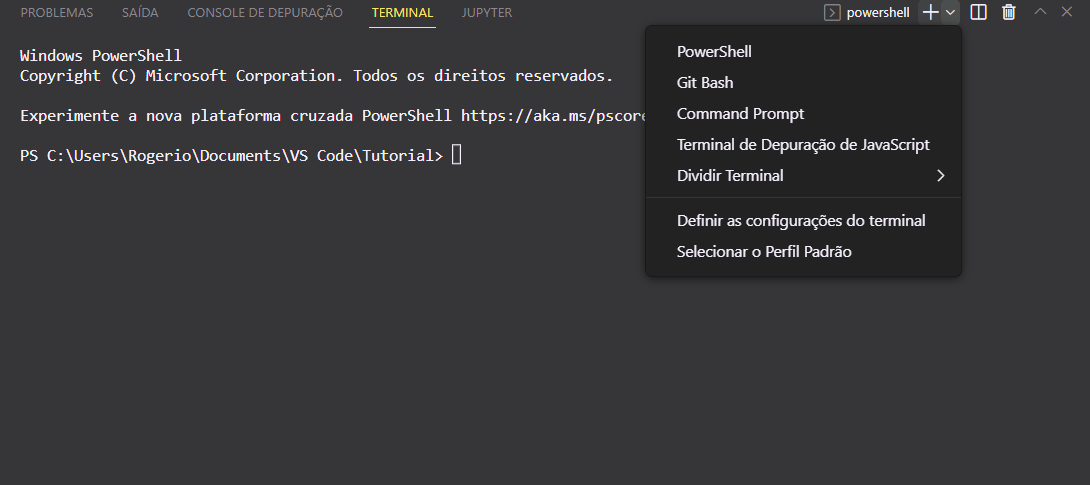 PROBLEMAS SAÍDA CONSOLE DE DEPURAÇÃO TERMINAL JUPYTER powershell
Windows PowerShell
Copyright (C) Microsoft Corporation. Todos os direitos reservados.
Experimente a nova plataforma cruzada PowerShell https://aka.ms/pscore
PS C:\Users\Rogerio\Documents\VS Code\Tutorial>
PowerShell
Git Bash
Command Prompt
Terminal de Depuração de JavaScript
Dividir Terminal
Definir as configurações do terminal
Selecionar o Perfil Padrão